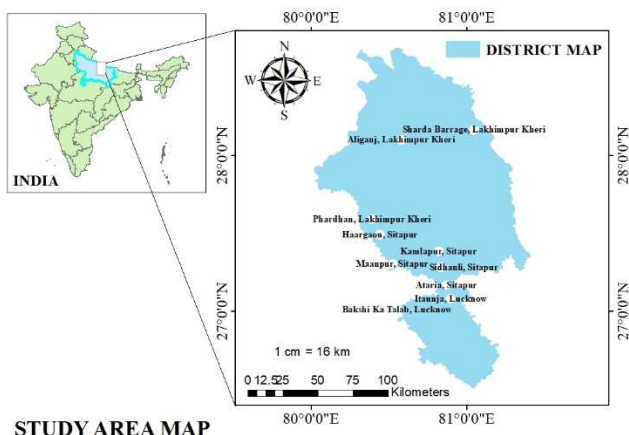 80°0'0"E 81°0'0"E
DISTRICT MAP
N
W E
S
INDIA
28°0'0"N
28°0'0"N
Sharda Barrage, Lakhimpur Kheri
Aliganj, Lakhimpur Kheri
Phardhan, Lakhimpur Kheri
Haargaon, Sitapur
Kamlapur, Sitapur
Maanpur, Sitapur
Sidhauli, Sitapur
Ataria, Sitapur
Itaunja, Lucknow
Bakshi Ka Talab, Lucknow
27°0'0"N
27°0'0"N
1 cm = 16 km
0 12.525 50 75 100
Kilometers
80°0'0"E 81°0'0"E
STUDY AREA MAP